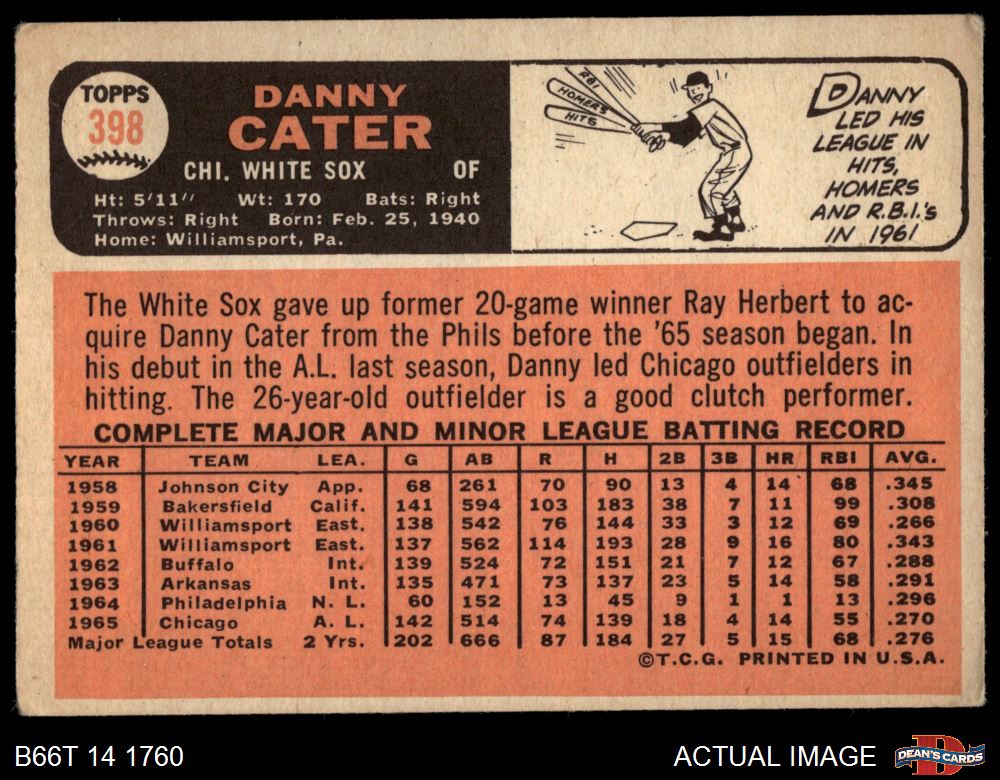 TOPPS
398
DANNY
CATER
CHI. WHITE SOX OF
Ht: 5'11" Wt: 170 Bats: Right
Throws: Right Born: Feb. 25, 1940
Home: Williamsport, Pa.
RBI
HOMERS
HITS
DANNY
LED HIS
LEAGUE IN
HITS,
HOMERS
AND R.B.I.'s
IN 1961
The White Sox gave up former 20-game winner Ray Herbert to ac-
quire Danny Cater from the Phils before the '65 season began. In
his debut in the A.L. last season, Danny led Chicago outfielders in
hitting. The 26-year-old outfielder is a good clutch performer.
COMPLETE MAJOR AND MINOR LEAGUE BATTING RECORD
YEAR TEAM LEA. G AB R H 2B 3B HR RBI AVG.
1958 Johnson City App. 68 261 70 90 13 4 14 68 .345
1959 Bakersfield Calif. 141 594 103 183 38 7 11 99 .308
1960 Williamsport East. 138 542 76 144 33 3 12 69 .266
1961 Williamsport East. 137 562 114 193 28 9 16 80 .343
1962 Buffalo Int. 139 524 72 151 21 7 12 67 .288
1963 Arkansas Int. 135 471 73 137 23 5 14 58 .291
1964 Philadelphia N. L. 60 152 13 45 9 1 1 13 .296
1965 Chicago A. L. 142 514 74 139 18 4 14 55 .270
Major League Totals 2 Yrs. 202 666 87 184 27 5 15 68 .276
©T.C.G. PRINTED IN U.S.A.
B66T 14 1760
ACTUAL IMAGE
D
DEAN'S CARDS